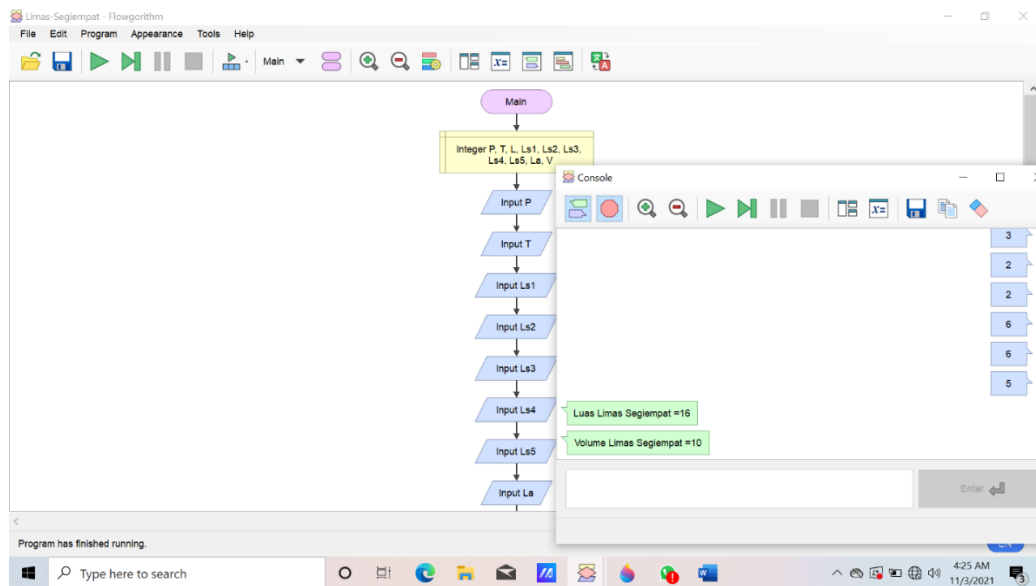 Limas-Segiempat - Flowgorithm
File Edit Program Appearance Tools Help
Main
Main
Integer P, T, L, Ls1, Ls2, Ls3,
Ls4, Ls5, La, V
Input P
Input T
Input Ls1
Input Ls2
Input Ls3
Input Ls4
Input Ls5
Input La
Console
3
2
2
6
6
5
Luas Limas Segiempat =16
Volume Limas Segiempat =10
Enter
Program has finished running.
Type here to search
4:25 AM
11/3/2021